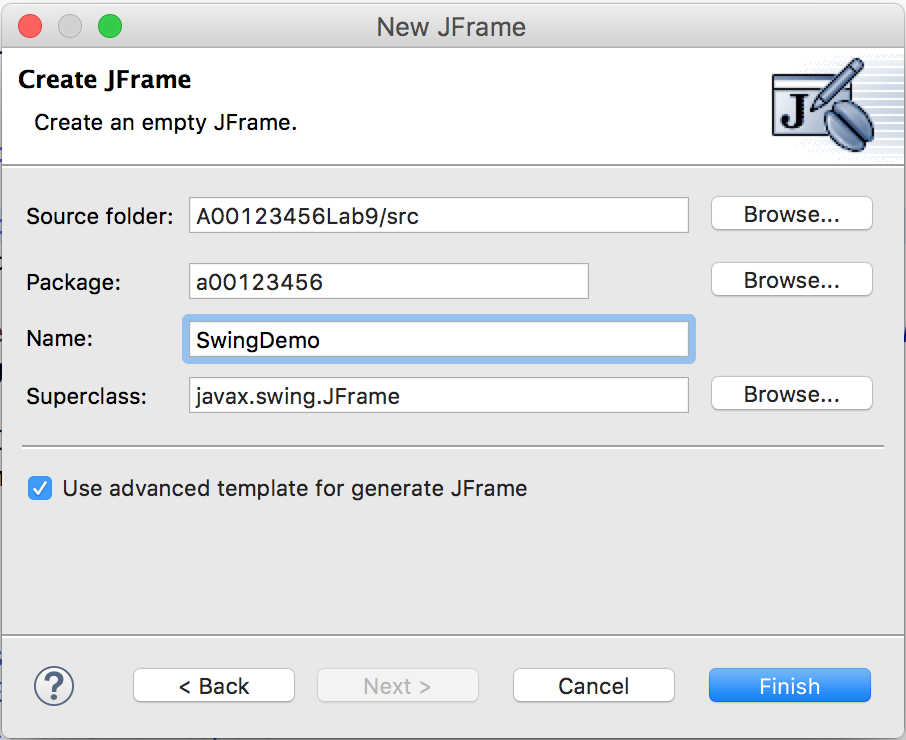 New JFrame
Create JFrame
Create an empty JFrame.
J
Source folder: A00123456Lab9/src Browse...
Package: a00123456 Browse...
Name: SwingDemo
Superclass: javax.swing.JFrame Browse...
Use advanced template for generate JFrame
? < Back Next > Cancel Finish